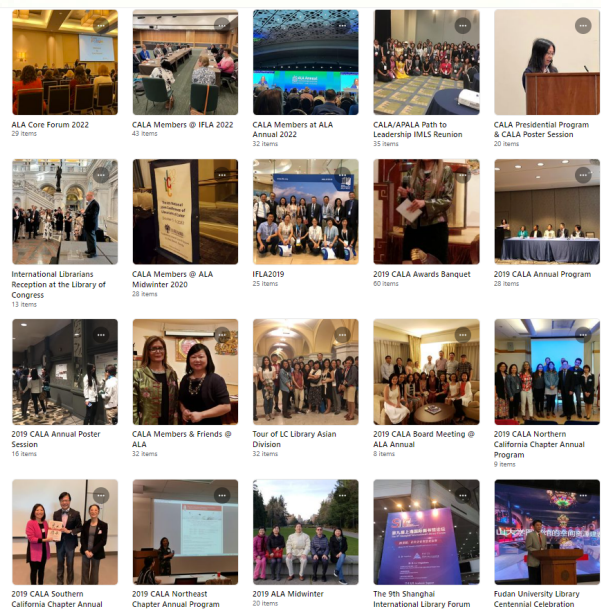 ALA Core Forum 2022
29 items
CALA Members @ IFLA 2022
43 items
CALA Members at ALA
Annual 2022
32 items
CALA/APALA Path to
Leadership IMLS Reunion
35 items
CALA Presidential Program
& CALA Poster Session
20 items
International Librarians
Reception at the Library of
Congress
13 items
CALA Members @ ALA
Midwinter 2020
28 items
IFLA2019
25 items
2019 CALA Awards Banquet
60 items
2019 CALA Annual Program
28 items
2019 CALA Annual Poster
Session
16 items
CALA Members & Friends @
ALA
32 items
Tour of LC Library Asian
Division
32 items
2019 CALA Board Meeting @
ALA Annual
8 items
2019 CALA Northern
California Chapter Annual
Program
9 items
2019 CALA Southern
California Chapter Annual
2019 CALA Northeast
Chapter Annual Program
2019 ALA Midwinter
20 items
The 9th Shanghai
International Library Forum
Fudan University Library
Centennial Celebration